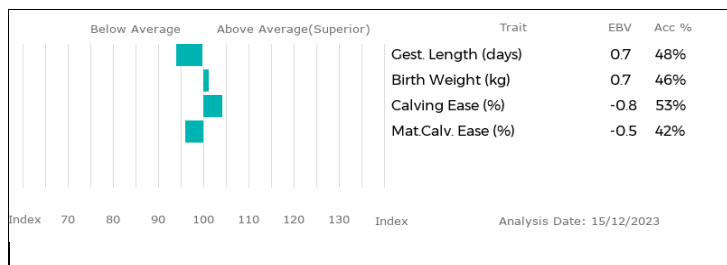 Below Average Above Average(Superior) Trait EBV Acc %
Gest. Length (days) 0.7 48%
Birth Weight (kg) 0.7 46%
Calving Ease (%) -0.8 53%
Mat.Calv. Ease (%) -0.5 42%
Index 70 80 90 100 110 120 130 Index Analysis Date: 15/12/2023